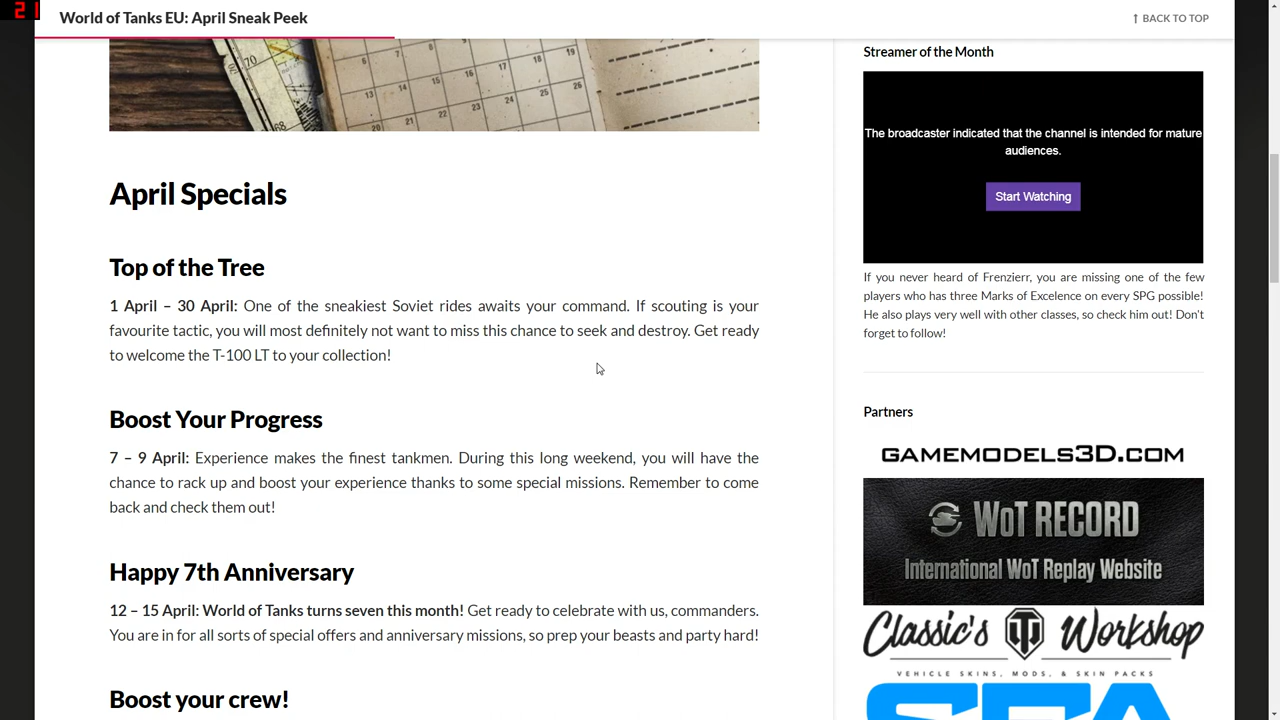 21
World of Tanks EU: April Sneak Peek
BACK TO TOP
April Specials
Top of the Tree
1 April – 30 April: One of the sneakiest Soviet rides awaits your command. If scouting is your
favourite tactic, you will most definitely not want to miss this chance to seek and destroy. Get ready
to welcome the T-100 LT to your collection!
Boost Your Progress
7 – 9 April: Experience makes the finest tankmen. During this long weekend, you will have the
chance to rack up and boost your experience thanks to some special missions. Remember to come
back and check them out!
Happy 7th Anniversary
12 – 15 April: World of Tanks turns seven this month! Get ready to celebrate with us, commanders.
You are in for all sorts of special offers and anniversary missions, so prep your beasts and party hard!
Boost your crew!
Streamer of the Month
The broadcaster indicated that the channel is intended for mature
audiences.
Start Watching
If you never heard of Frenzierr, you are missing one of the few
players who has three Marks of Excelence on every SPG possible!
He also plays very well with other classes, so check him out! Don't
forget to follow!
Partners
GAMEMODELS3D.COM
WoT RECORD
International WoT Replay Website
Classic's Workshop
VEHICLE SKINS, MODS, & SKIN PACKS